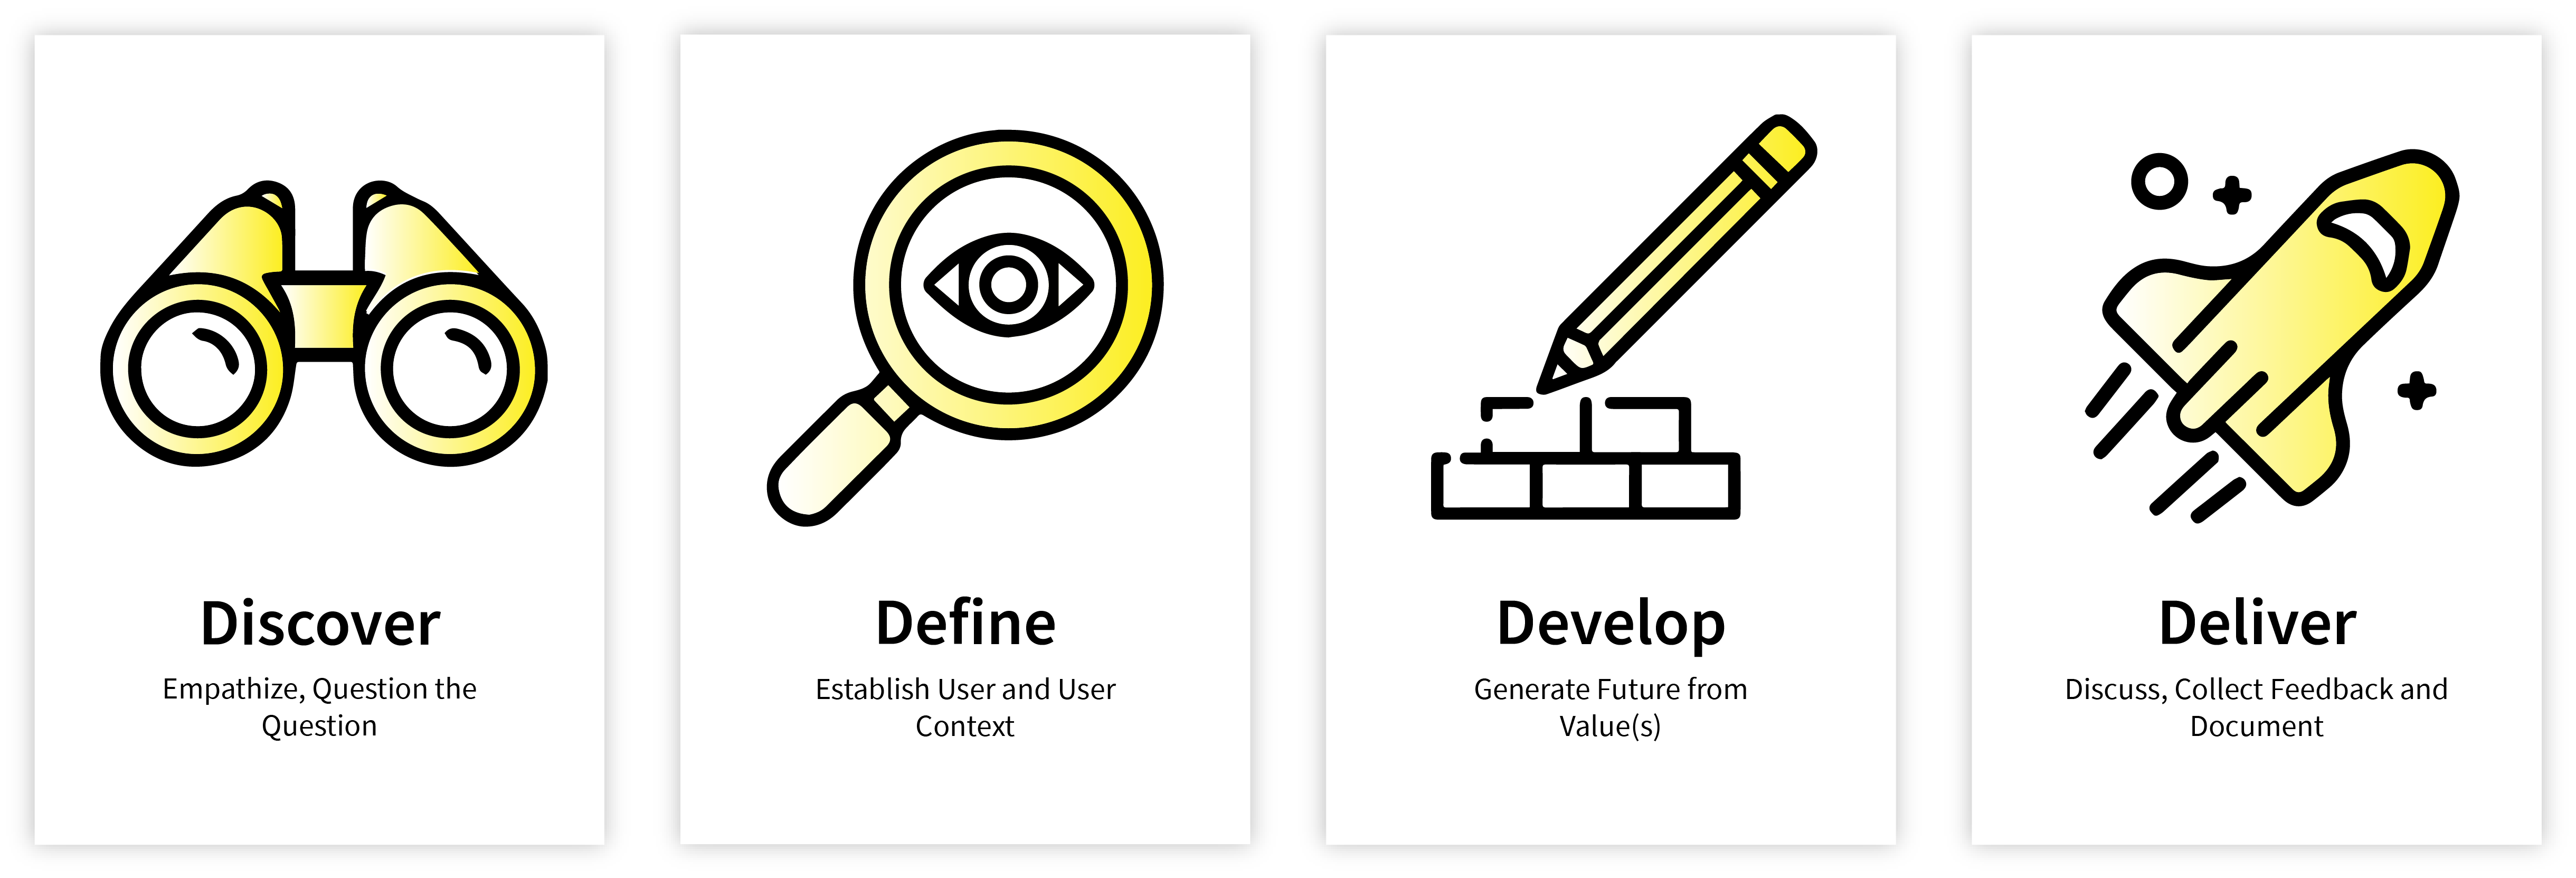 Discover
Empathize, Question the
Question
Define
Establish User and User
Context
Develop
Generate Future from
Value(s)
Deliver
Discuss, Collect Feedback and
Document